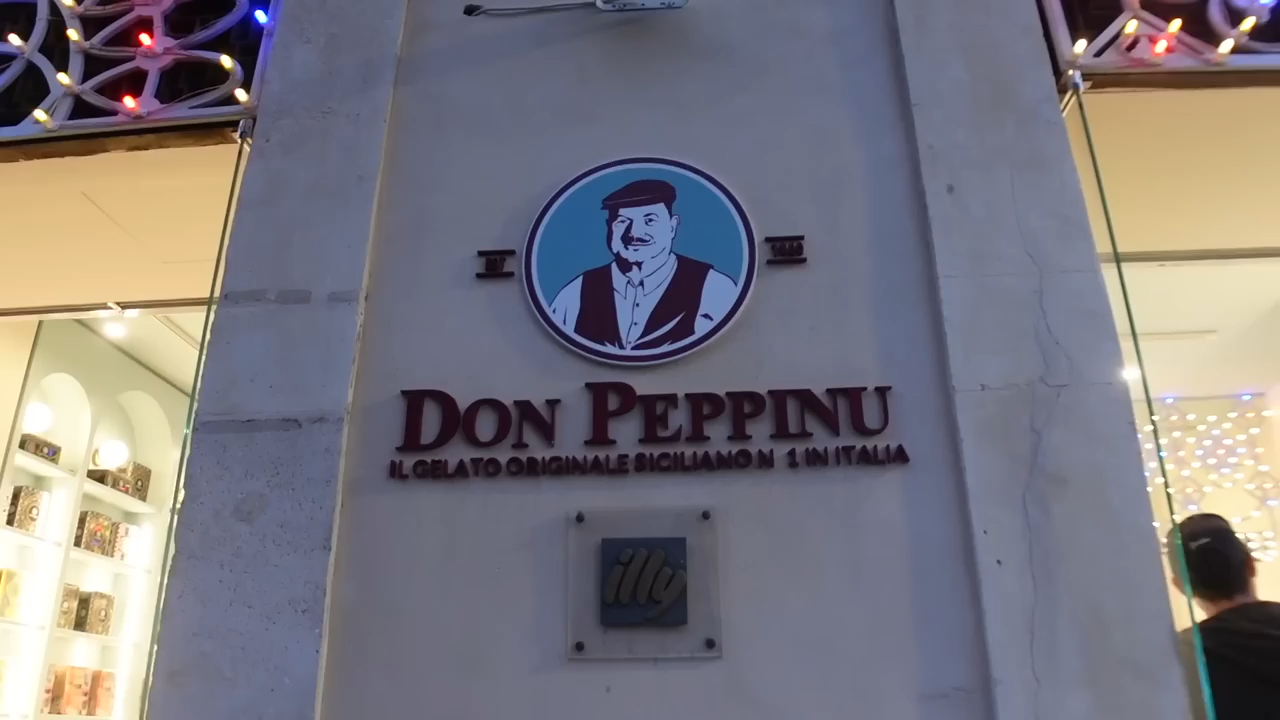 DON PEPPINU
IL GELATO ORIGINALE SICILIANO N 1 IN ITALIA
illy